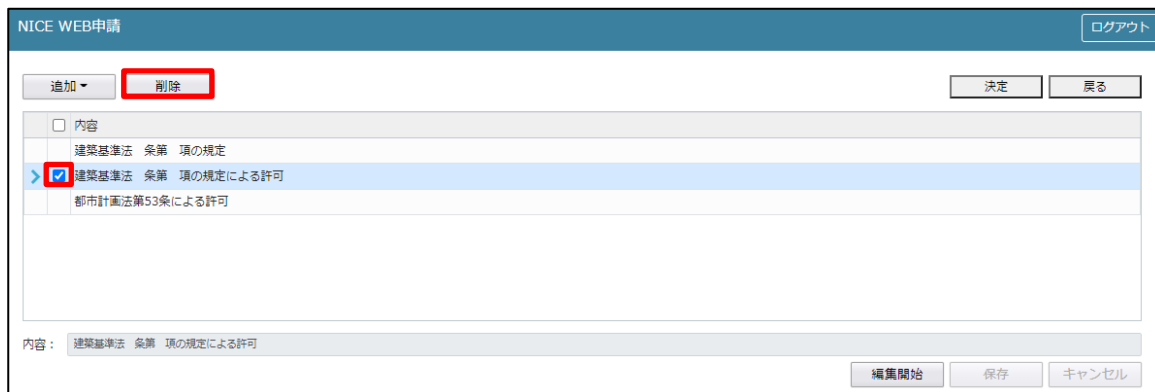 NICE WEB申請 ログアウト
追加 削除 決定 戻る
内容
建築基準法　条第　項の規定
建築基準法　条第　項の規定による許可
都市計画法第53条による許可
内容： 建築基準法　条第　項の規定による許可
編集開始 保存 キャンセル